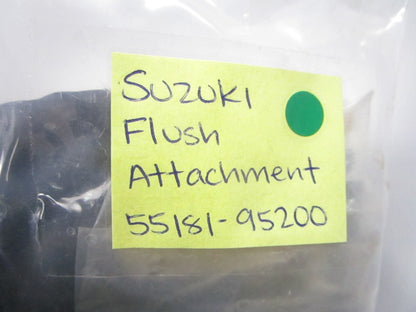 Suzuki
Flush
Attachment
55181-95200